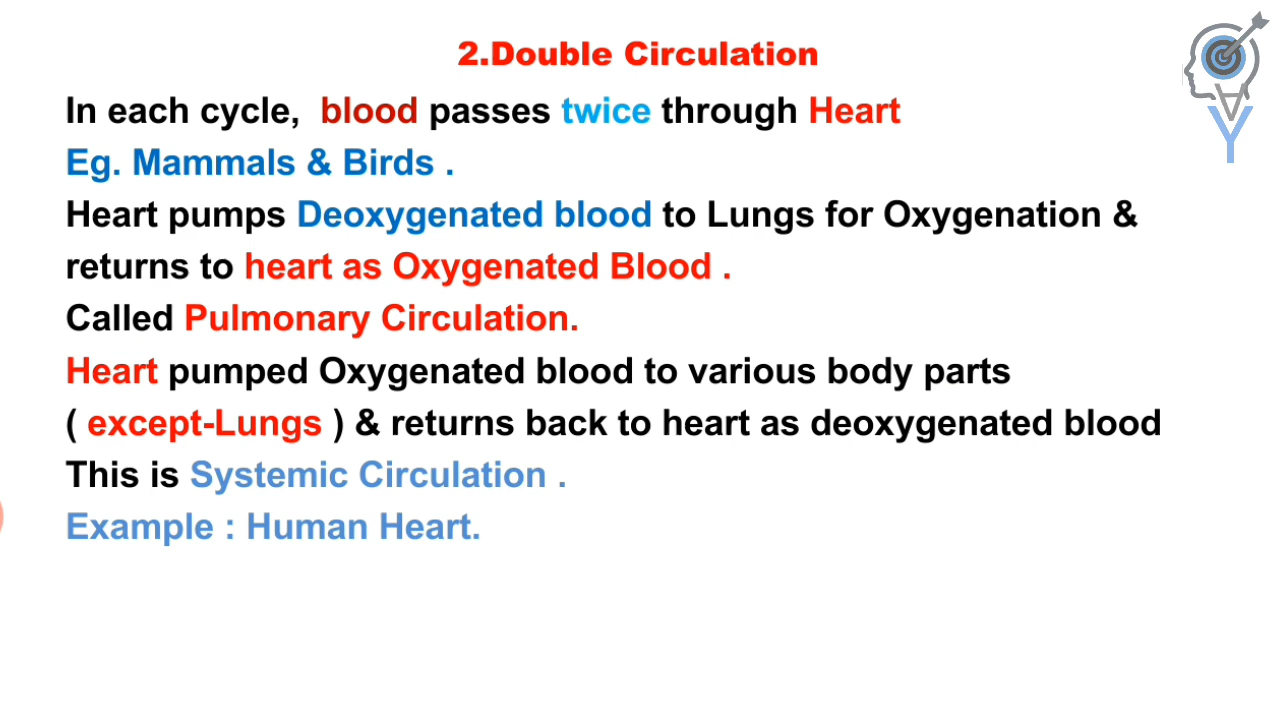 2.Double Circulation
In each cycle, blood passes twice through Heart
Eg. Mammals & Birds .
Heart pumps Deoxygenated blood to Lungs for Oxygenation &
returns to heart as Oxygenated Blood .
Called Pulmonary Circulation.
Heart pumped Oxygenated blood to various body parts
( except-Lungs ) & returns back to heart as deoxygenated blood
This is Systemic Circulation .
Example : Human Heart.